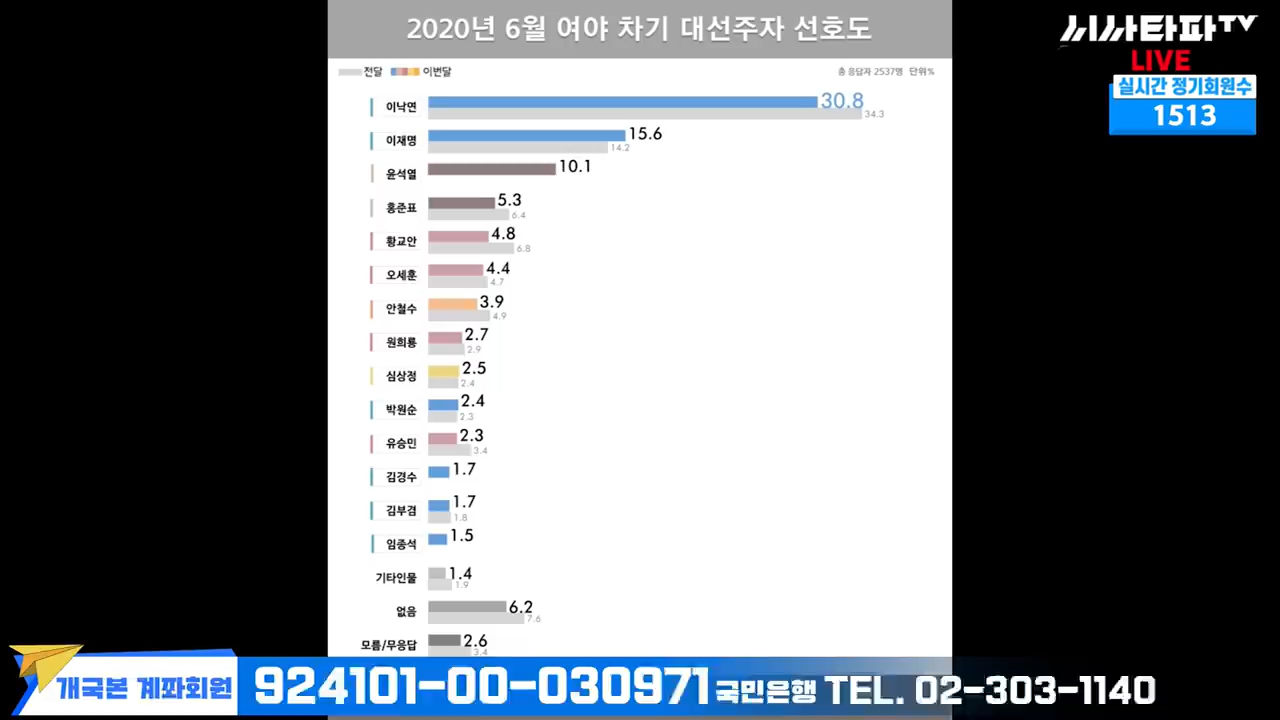 2020년 6월 여야 차기 대선주자 선호도
시사타파TV
LIVE
실시간 정기회원수
1513
전달 이번달
총 응답자 2537명 단위%
이낙연 30.8 34.3
이재명 15.6 14.2
윤석열 10.1
홍준표 5.3 6.4
황교안 4.8 6.8
오세훈 4.4 4.7
안철수 3.9 4.9
원희룡 2.7 2.9
심상정 2.5 2.4
박원순 2.4 2.3
유승민 2.3 3.4
김경수 1.7
김부겸 1.7 1.8
임종석 1.5
기타인물 1.4 1.9
없음 6.2 7.6
모름/무응답 2.6 3.4
개국본 계좌회원 924101-00-030971 국민은행 TEL. 02-303-1140